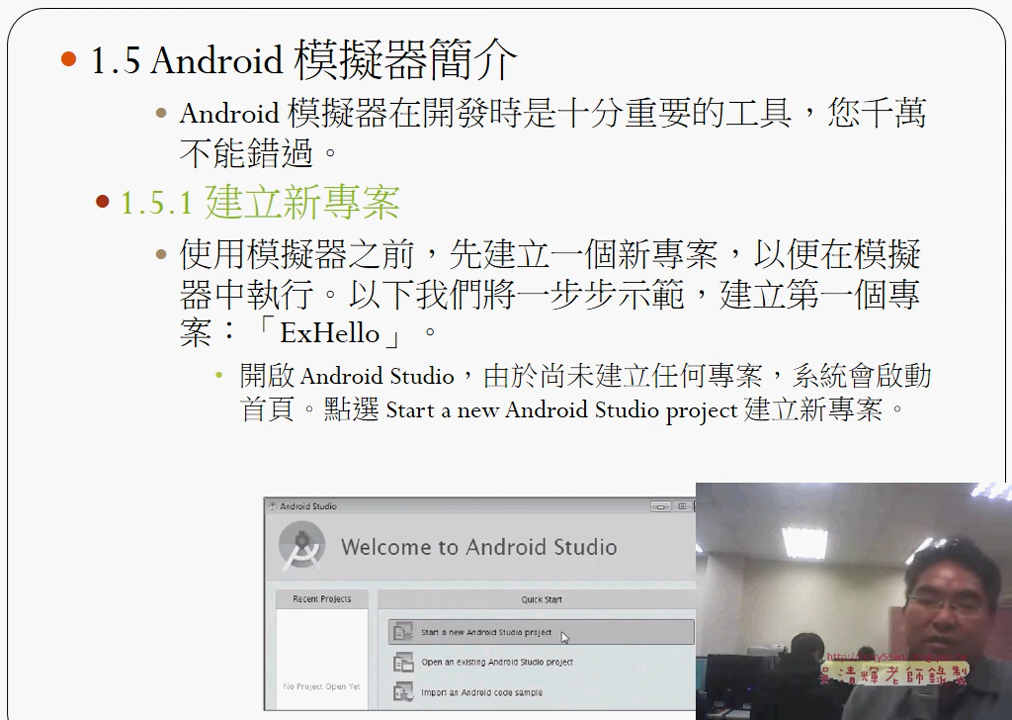 1.5 Android 模擬器簡介
Android 模擬器在開發時是十分重要的工具，您千萬
不能錯過。
1.5.1 建立新專案
使用模擬器之前，先建立一個新專案，以便在模擬
器中執行。以下我們將一步步示範，建立第一個專
案：「ExHello」。
開啟 Android Studio，由於尚未建立任何專案，系統會啟動
首頁。點選 Start a new Android Studio project 建立新專案。
Android Studio
Welcome to Android Studio
Recent Projects
Quick Start
Start a new Android Studio project
Open an existing Android Studio project
No Project Open Yet
Import an Android code sample
吳清輝老師錄製